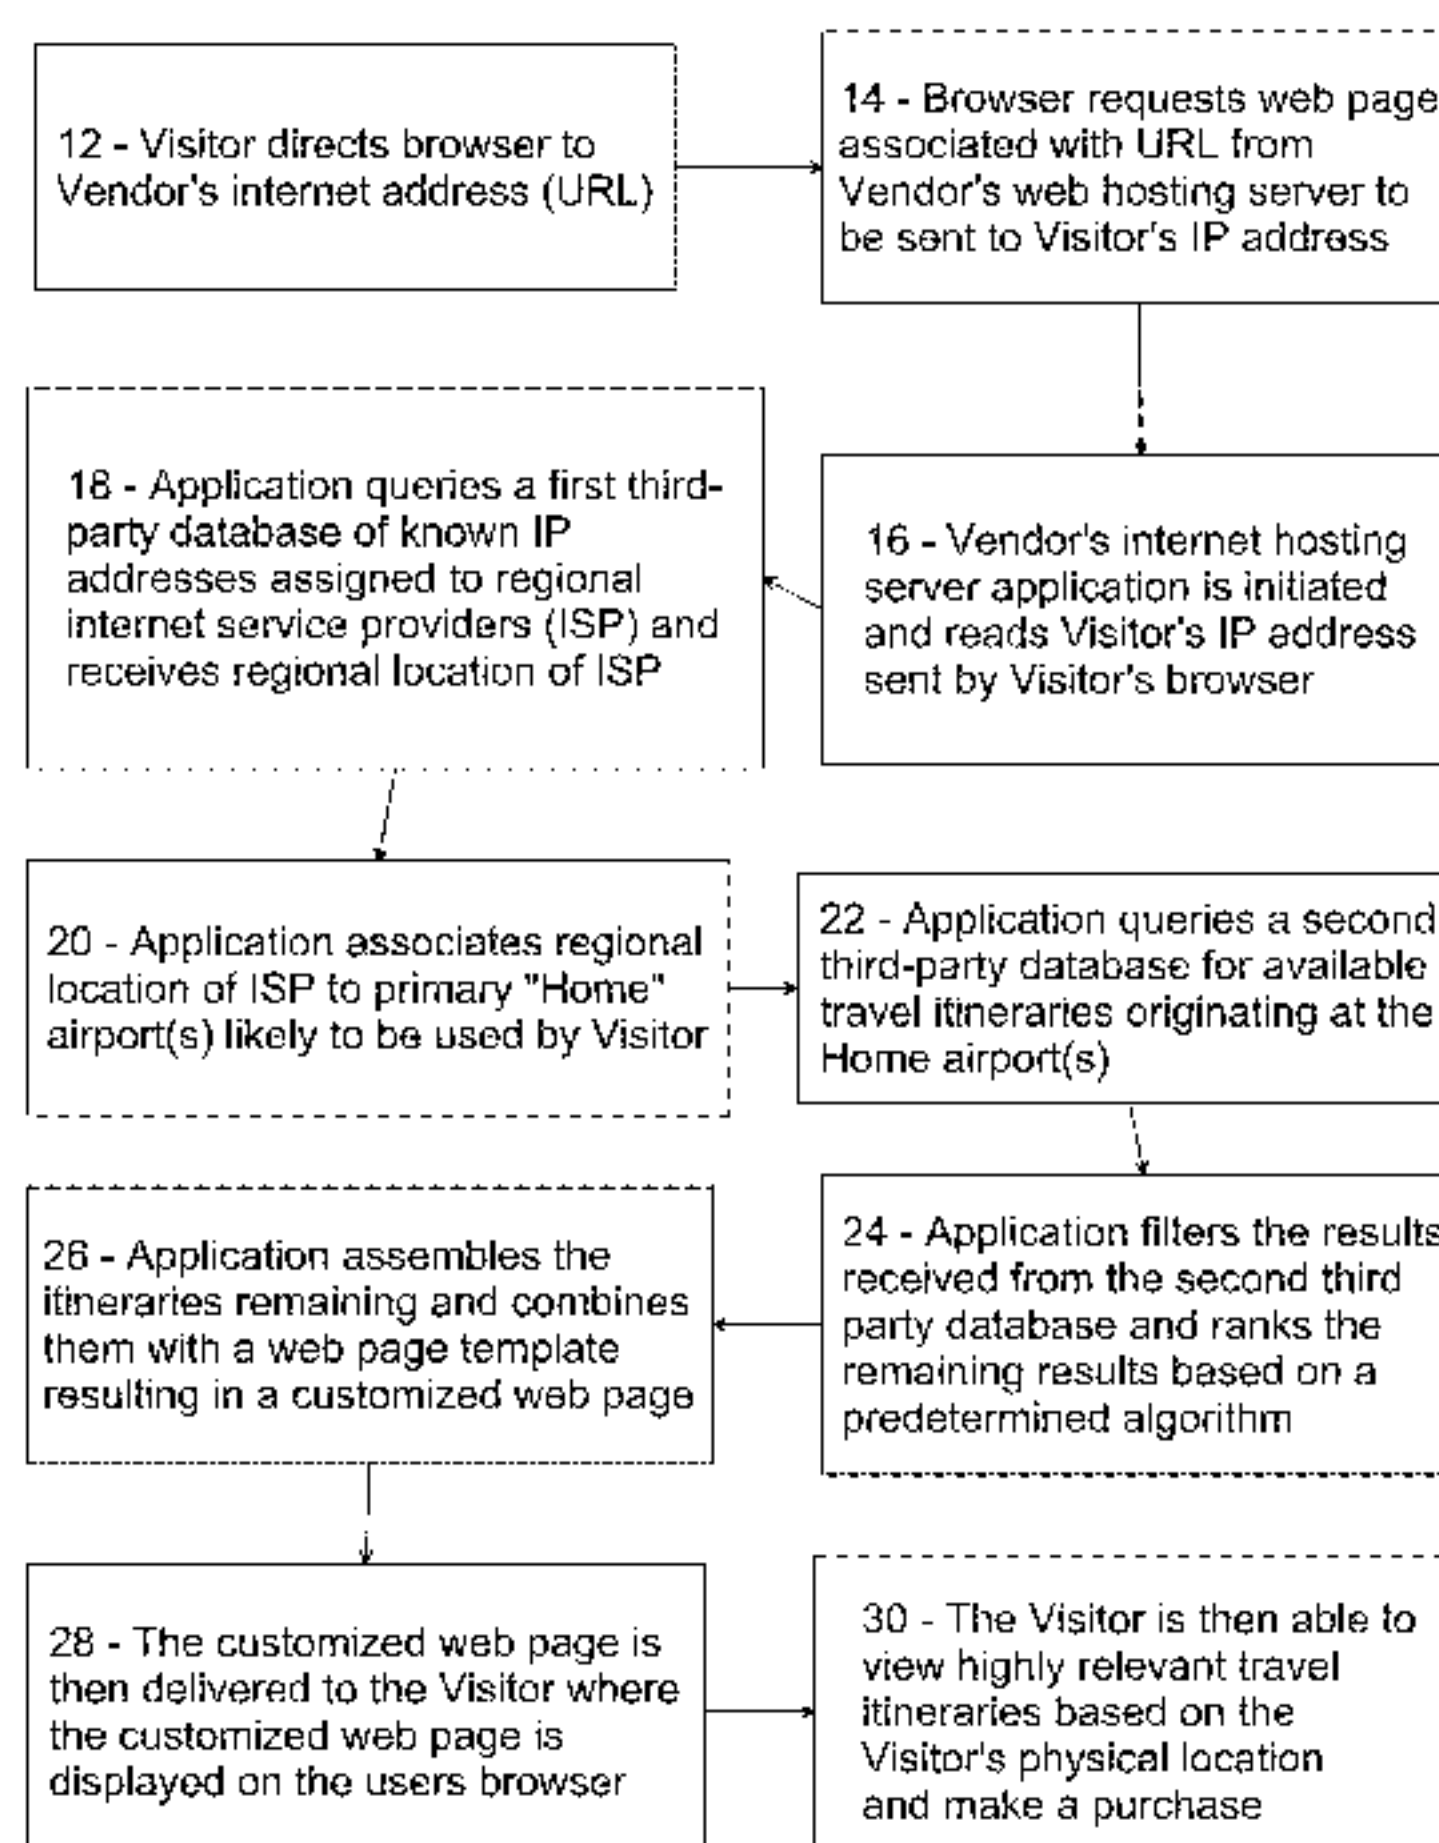 12 - Visitor directs browser to
Vendor's internet address (URL)
14 - Browser requests web page
associated with URL from
Vendor's web hosting server to
be sent to Visitor's IP address
16 - Vendor's internet hosting
server application is initiated
and reads Visitor's IP address
sent by Visitor's browser
18 - Application queries a first third-
party database of known IP
addresses assigned to regional
internet service providers (ISP) and
receives regional location of ISP
20 - Application associates regional
location of ISP to primary "Home"
airport(s) likely to be used by Visitor
22 - Application queries a second
third-party database for available
travel itineraries originating at the
Home airport(s)
24 - Application filters the results
received from the second third
party database and ranks the
remaining results based on a
predetermined algorithm
26 - Application assembles the
itineraries remaining and combines
them with a web page template
resulting in a customized web page
28 - The customized web page is
then delivered to the Visitor where
the customized web page is
displayed on the users browser
30 - The Visitor is then able to
view highly relevant travel
itineraries based on the
Visitor's physical location
and make a purchase